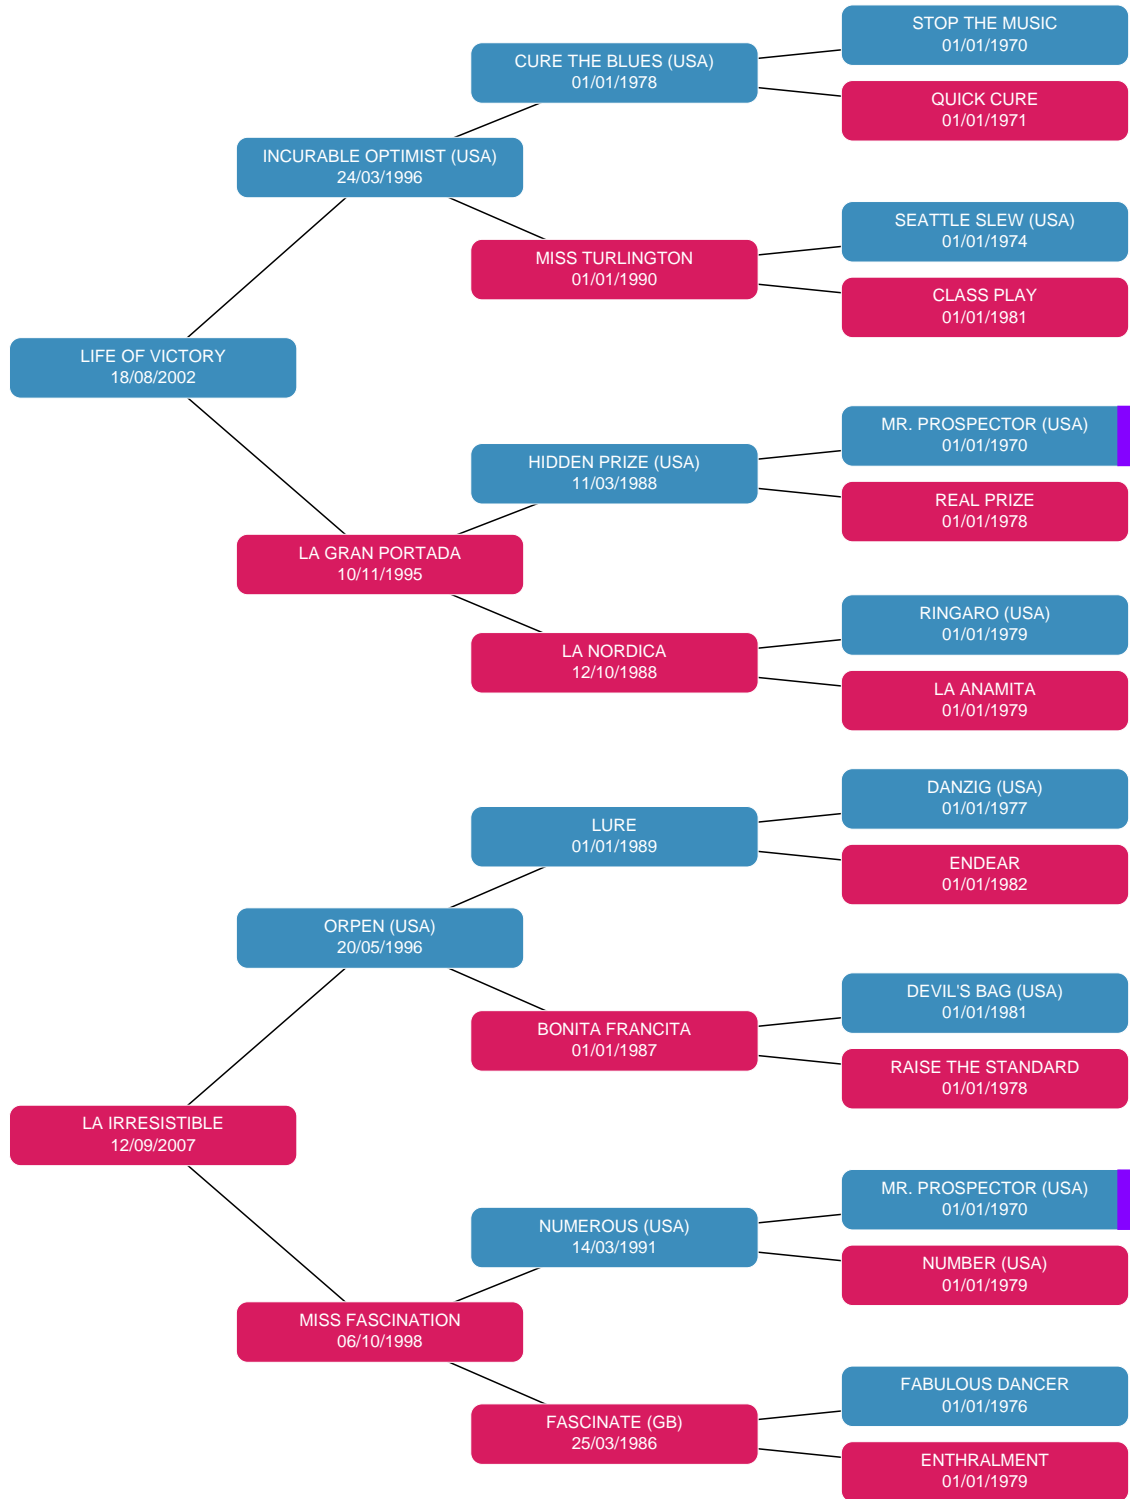 STOP THE MUSIC
01/01/1970
CURE THE BLUES (USA)
01/01/1978
QUICK CURE
01/01/1971
INCURABLE OPTIMIST (USA)
24/03/1996
SEATTLE SLEW (USA)
01/01/1974
MISS TURLINGTON
01/01/1990
CLASS PLAY
01/01/1981
LIFE OF VICTORY
18/08/2002
MR. PROSPECTOR (USA)
01/01/1970
HIDDEN PRIZE (USA)
11/03/1988
REAL PRIZE
01/01/1978
LA GRAN PORTADA
10/11/1995
RINGARO (USA)
01/01/1979
LA NORDICA
12/10/1988
LA ANAMITA
01/01/1979
DANZIG (USA)
01/01/1977
LURE
01/01/1989
ENDEAR
01/01/1982
ORPEN (USA)
20/05/1996
DEVIL'S BAG (USA)
01/01/1981
BONITA FRANCITA
01/01/1987
RAISE THE STANDARD
01/01/1978
LA IRRESISTIBLE
12/09/2007
MR. PROSPECTOR (USA)
01/01/1970
NUMEROUS (USA)
14/03/1991
NUMBER (USA)
01/01/1979
MISS FASCINATION
06/10/1998
FABULOUS DANCER
01/01/1976
FASCINATE (GB)
25/03/1986
ENTHRALMENT
01/01/1979